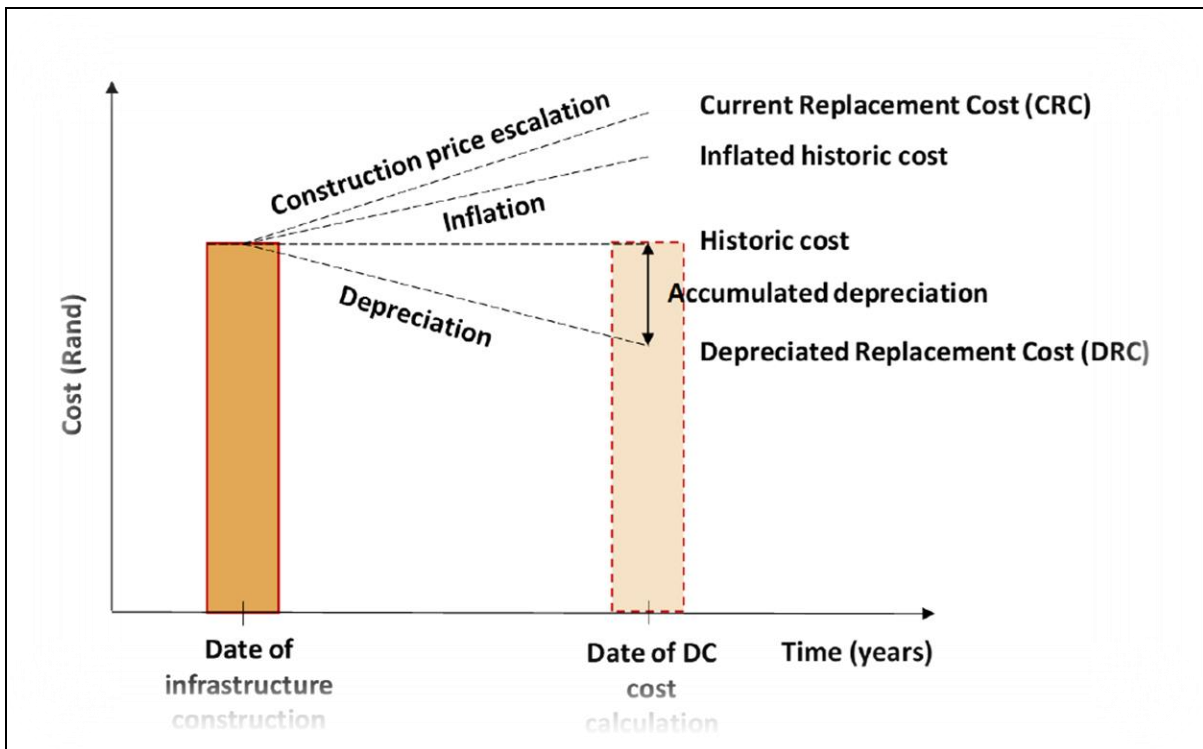 Current Replacement Cost (CRC)
Construction price escalation
Inflated historic cost
Inflation
Historic cost
Accumulated depreciation
Depreciation
Depreciated Replacement Cost (DRC)
Cost (Rand)
Date of
infrastructure
construction
Date of DC
cost
calculation
Time (years)